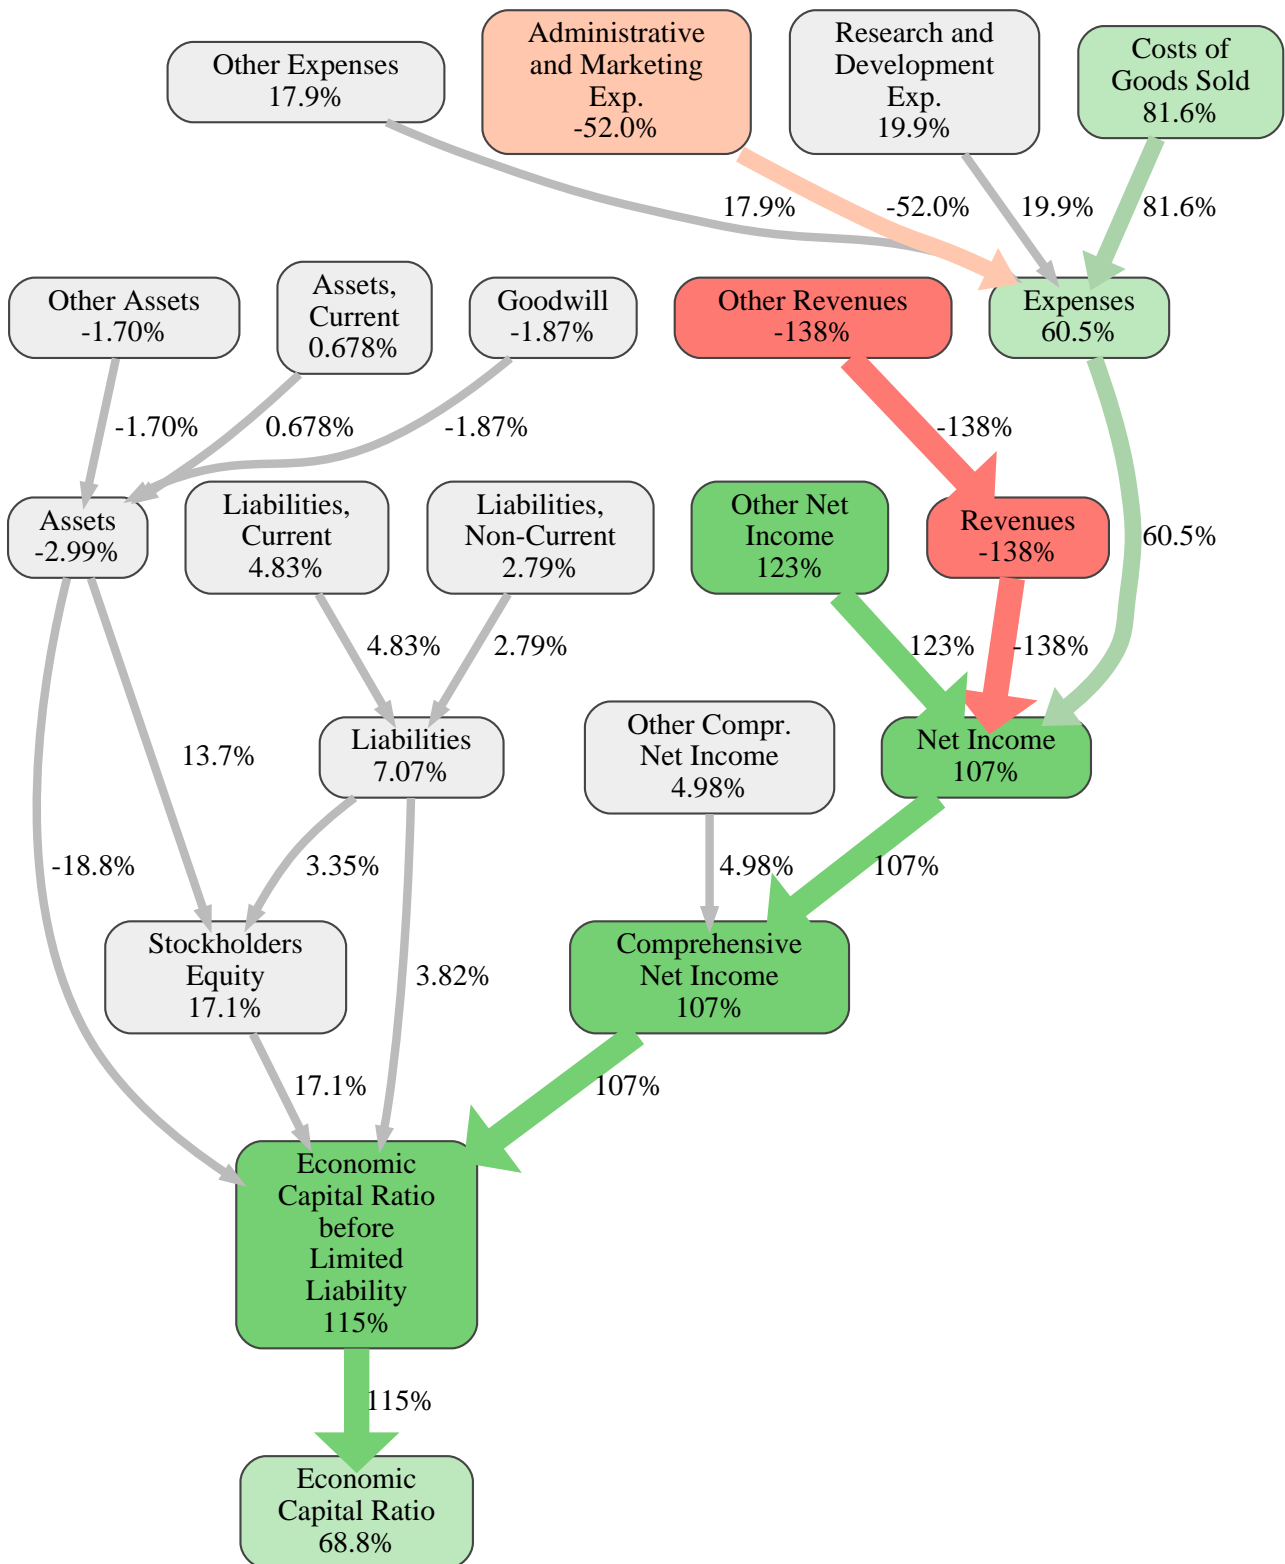 Other Expenses
17.9%
Administrative
and Marketing
Exp.
-52.0%
Research and
Development
Exp.
19.9%
Costs of
Goods Sold
81.6%
17.9%
-52.0%
19.9%
81.6%
Other Assets
-1.70%
Assets,
Current
0.678%
Goodwill
-1.87%
Other Revenues
-138%
Expenses
60.5%
-1.70%
0.678%
-1.87%
-138%
Assets
-2.99%
Liabilities,
Current
4.83%
Liabilities,
Non-Current
2.79%
Other Net
Income
123%
Revenues
-138%
60.5%
4.83%
2.79%
123%
-138%
13.7%
Liabilities
7.07%
Other Compr.
Net Income
4.98%
Net Income
107%
-18.8%
3.35%
4.98%
107%
Stockholders
Equity
17.1%
3.82%
Comprehensive
Net Income
107%
17.1%
107%
Economic
Capital Ratio
before
Limited
Liability
115%
115%
Economic
Capital Ratio
68.8%